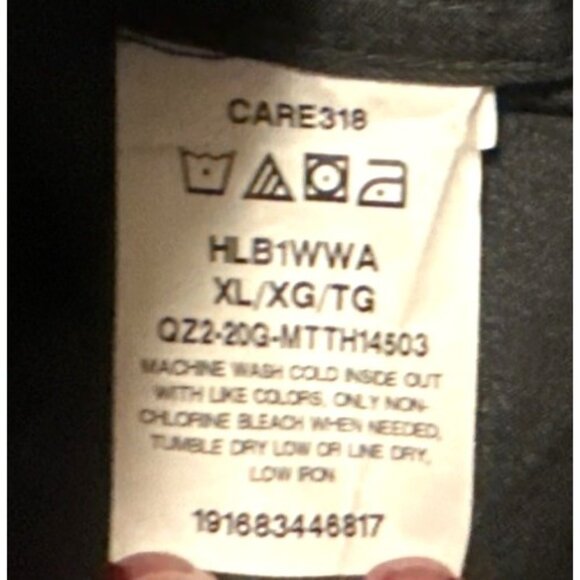 CARE318
HLB1WWA
XL/XG/TG
QZ2-20G-MTTH14503
MACHINE WASH COLD INSIDE OUT
WITH LIKE COLORS, ONLY NON-
CHLORINE BLEACH WHEN NEEDED,
TUMBLE DRY LOW OR LINE DRY,
LOW IRON
191683446817